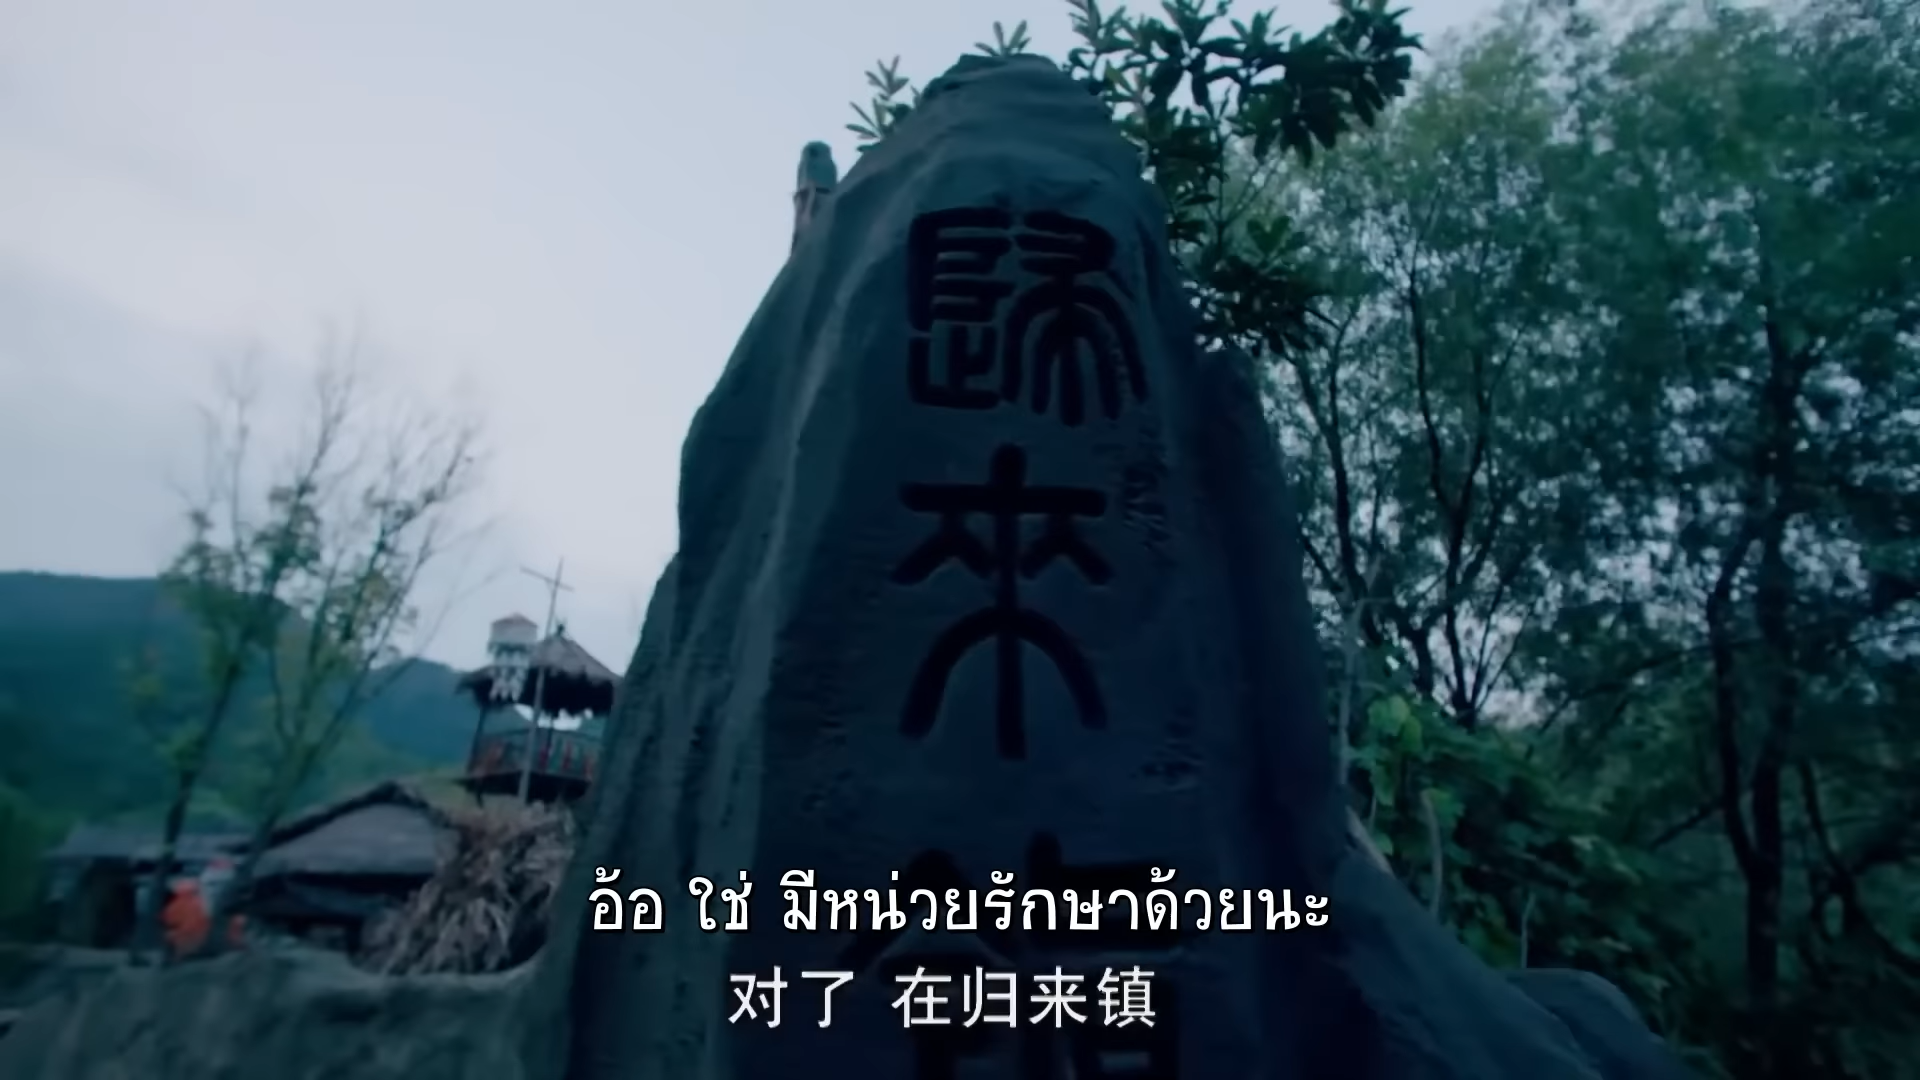 歸
來
อ้อ ใช่ มีหน่วยรักษาด้วยนะ
对了 在归来镇